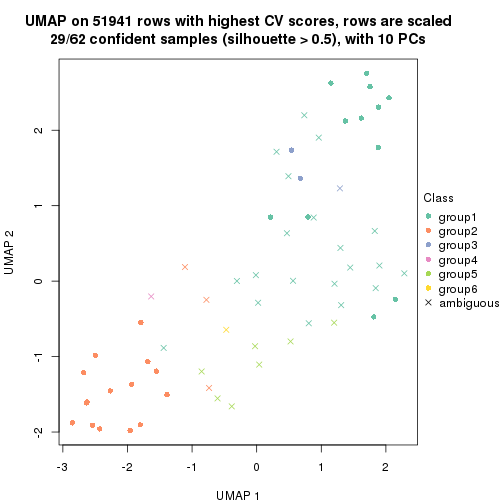 UMAP on 51941 rows with highest CV scores, rows are scaled
29/62 confident samples (silhouette > 0.5), with 10 PCs
UMAP 2
2
1
0
-1
-2
-3
-2
-1
0
1
2
UMAP 1
Class
group1
group2
group3
group4
group5
group6
ambiguous